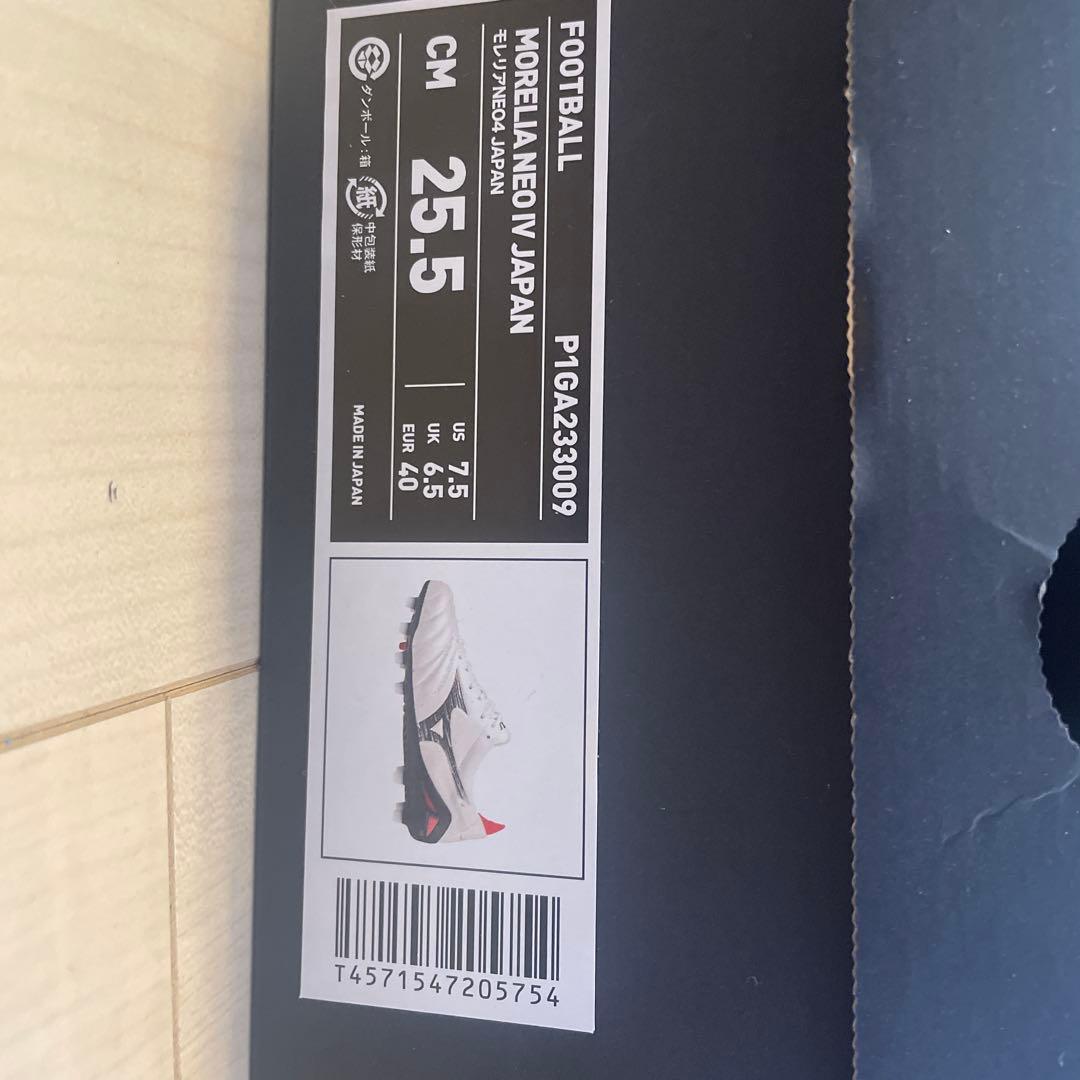 FOOTBALL P1GA233009
MORELIA NEO IV JAPAN
モレリアNEO4 JAPAN
CM 25.5
US 7.5
UK 6.5
EUR 40
ダンボール:箱 紙 中包装紙
保形材
MADE IN JAPAN
T4571547205754